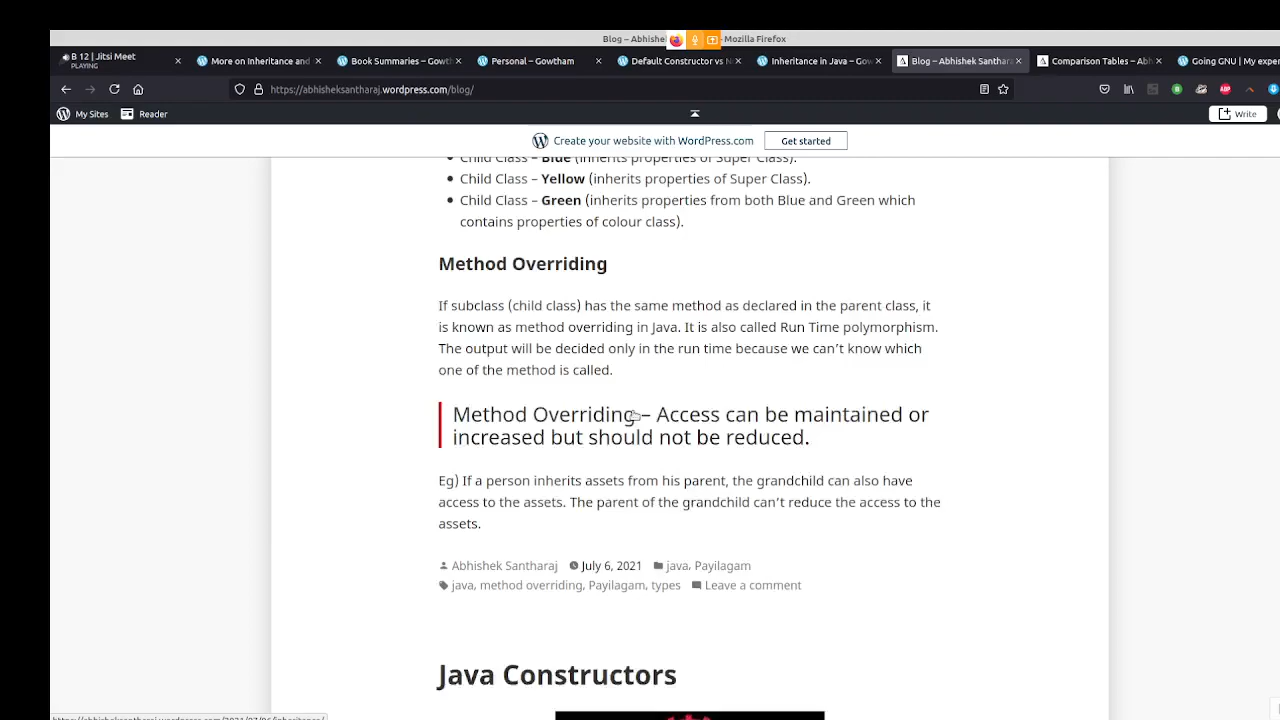 Blog – Abhishe - Mozilla Firefox
B 12 | Jitsi Meet
PLAYING
More on Inheritance and
Book Summaries – Gowth
Personal – Gowtham
Default Constructor vs N
Inheritance in Java – Gow
Blog – Abhishek Santhara
Comparison Tables – Abh
Going GNU | My expe
https://abhisheksantharaj.wordpress.com/blog/
My Sites
Reader
Write
Create your website with WordPress.com
Get started
Child Class – Blue (inherits properties of Super Class).
Child Class – Yellow (inherits properties of Super Class).
Child Class – Green (inherits properties from both Blue and Green which
contains properties of colour class).
Method Overriding
If subclass (child class) has the same method as declared in the parent class, it
is known as method overriding in Java. It is also called Run Time polymorphism.
The output will be decided only in the run time because we can’t know which
one of the method is called.
Method Overriding – Access can be maintained or
increased but should not be reduced.
Eg) If a person inherits assets from his parent, the grandchild can also have
access to the assets. The parent of the grandchild can’t reduce the access to the
assets.
Abhishek Santharaj July 6, 2021 java, Payilagam
java, method overriding, Payilagam, types Leave a comment
Java Constructors
https://abhisheksantharaj.wordpress.com/2021/07/06/inheritance/